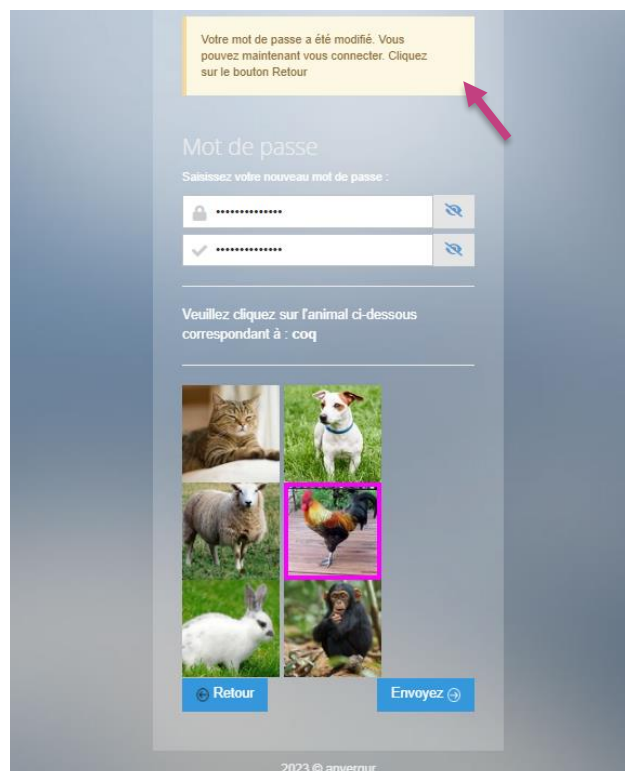 Votre mot de passe a été modifié. Vous
pouvez maintenant vous connecter. Cliquez
sur le bouton Retour
Mot de passe
Saisissez votre nouveau mot de passe :
••••••••••••••
••••••••••••••
Veuillez cliquez sur l'animal ci-dessous
correspondant à : coq
Retour
Envoyez
2023 © anvergur